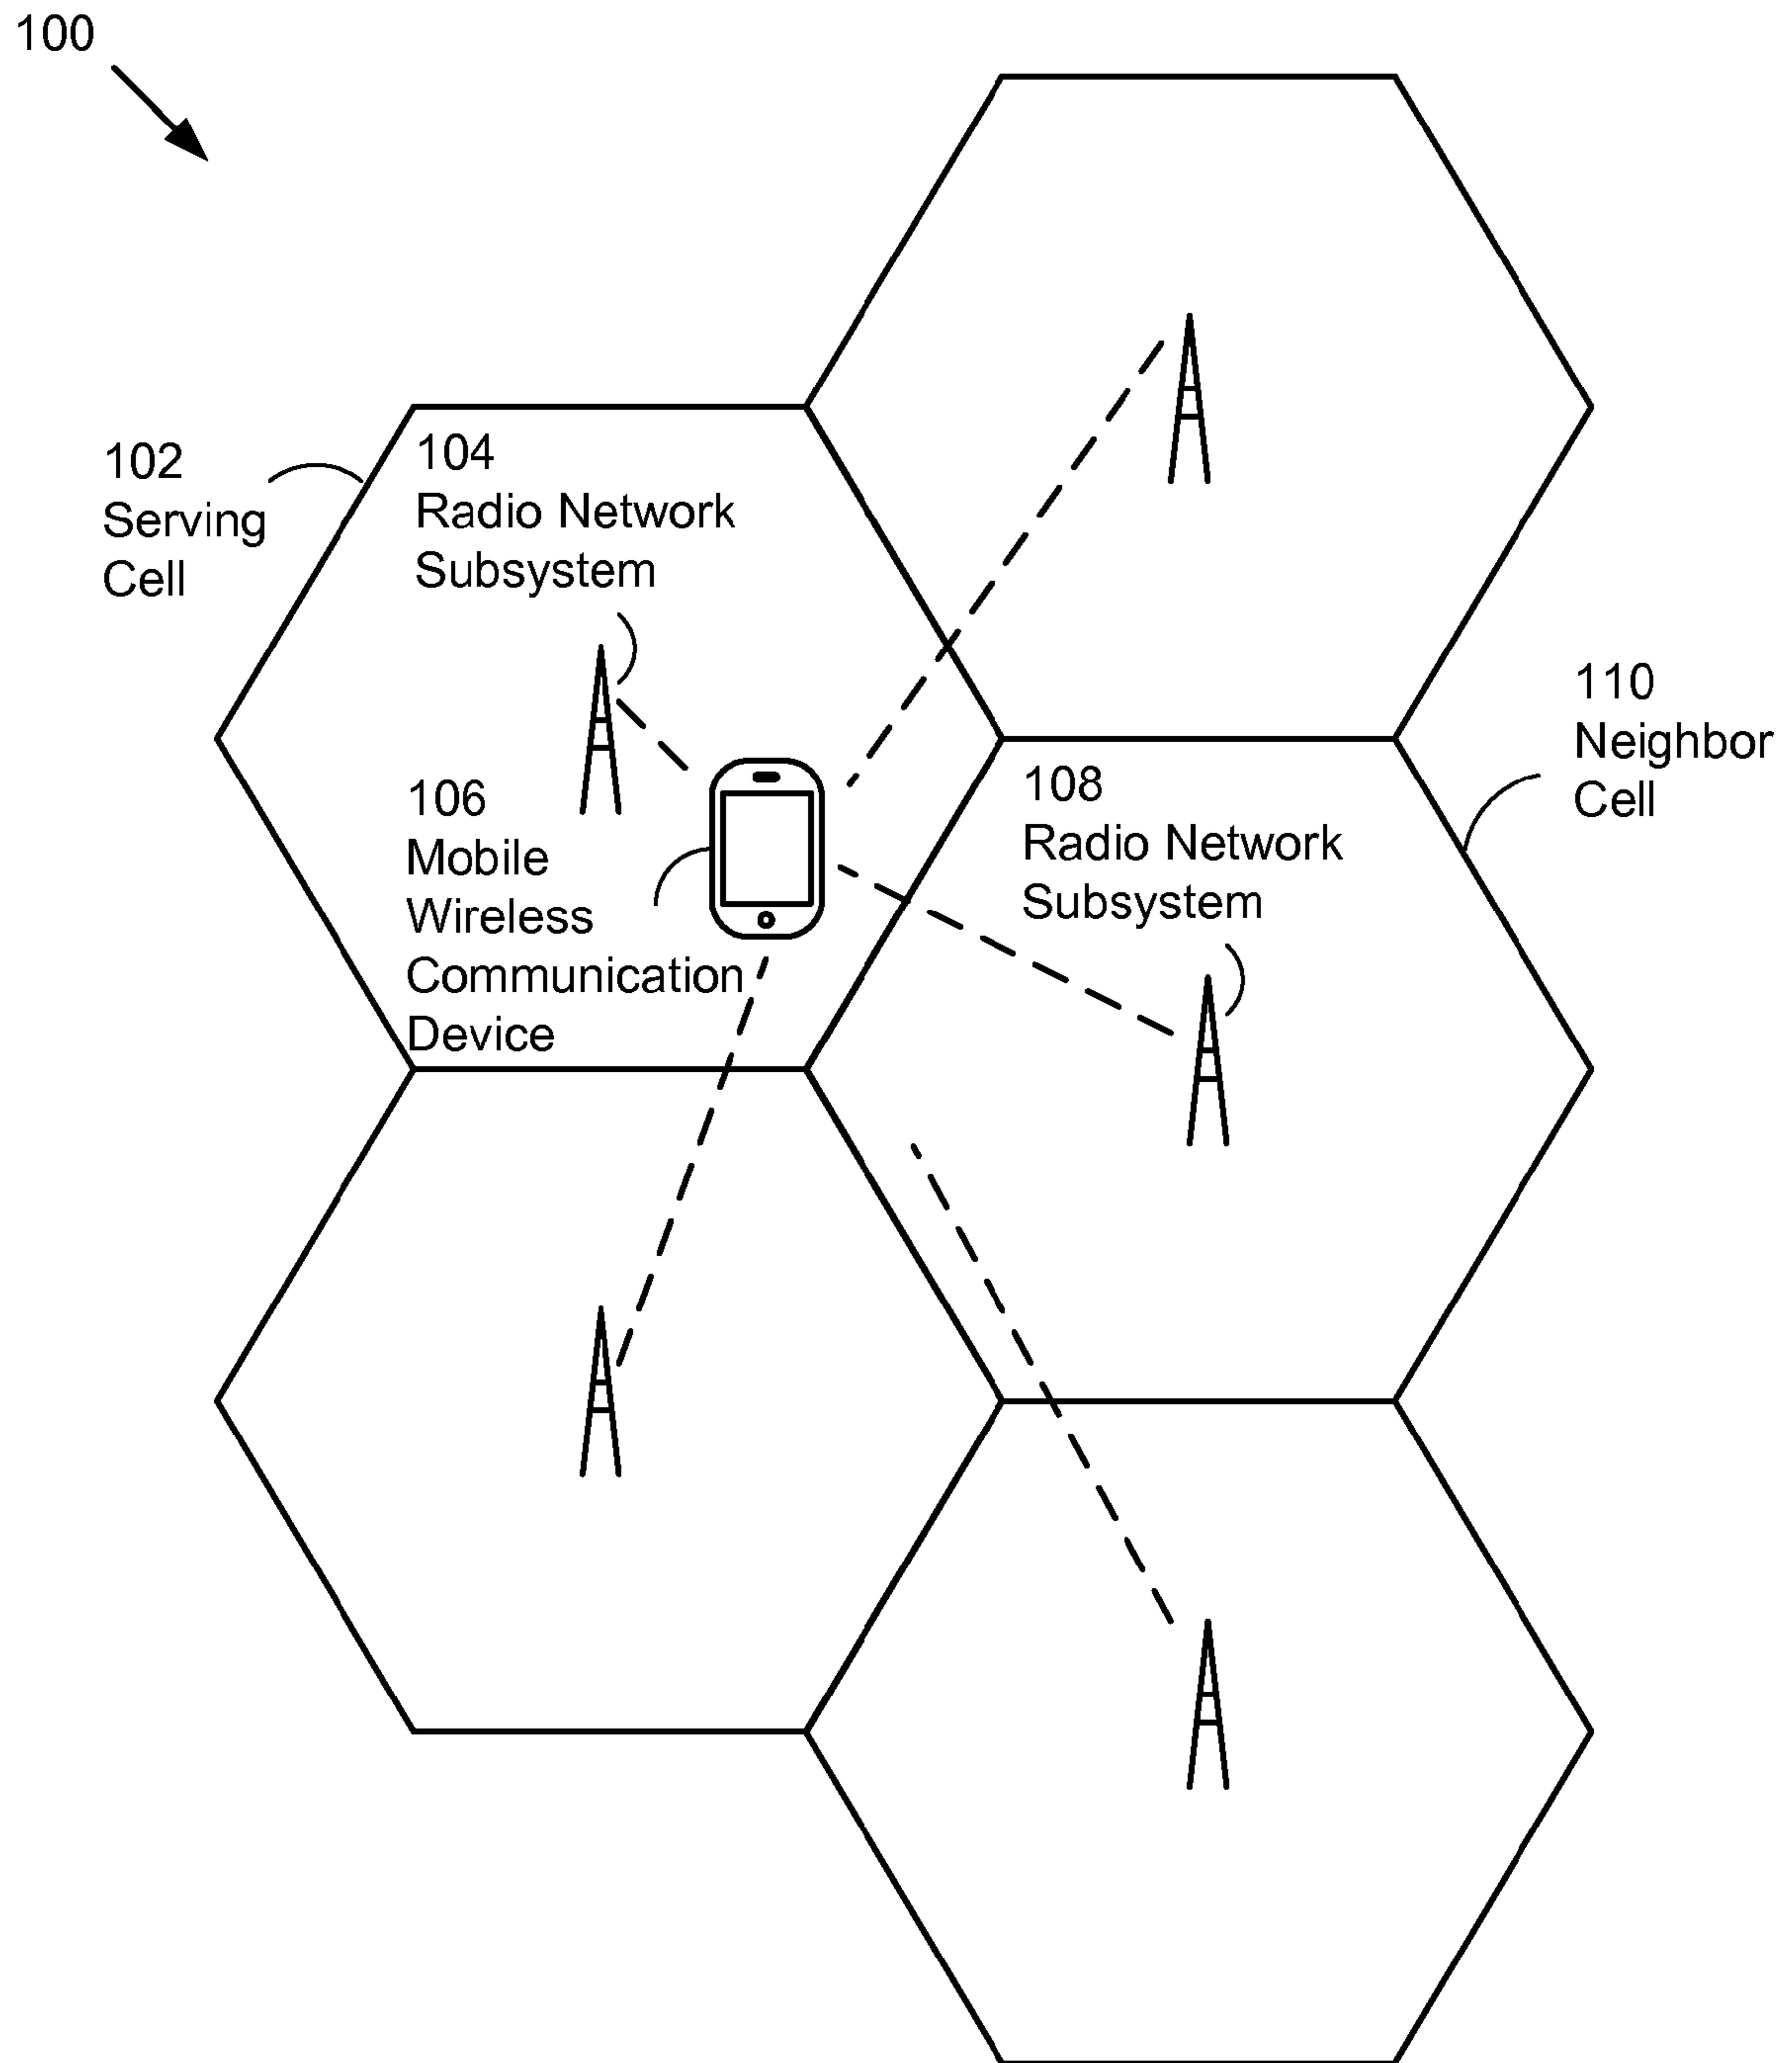 100
102
Serving
Cell
104
Radio Network
Subsystem
106
Mobile
Wireless
Communication
Device
108
Radio Network
Subsystem
110
Neighbor
Cell